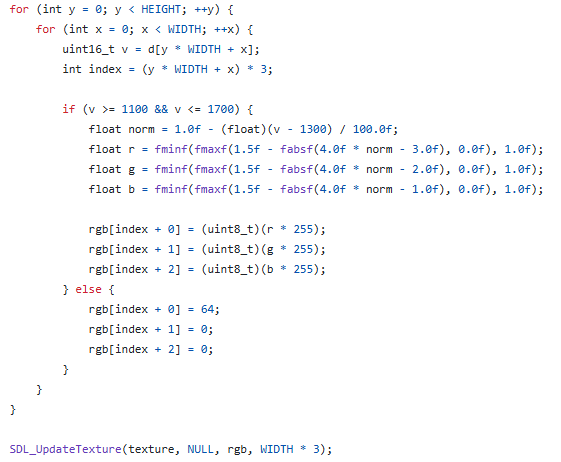 for (int y = 0; y < HEIGHT; ++y) {
    for (int x = 0; x < WIDTH; ++x) {
        uint16_t v = d[y * WIDTH + x];
        int index = (y * WIDTH + x) * 3;

        if (v >= 1100 && v <= 1700) {
            float norm = 1.0f - (float)(v - 1300) / 100.0f;
            float r = fminf(fmaxf(1.5f - fabsf(4.0f * norm - 3.0f), 0.0f), 1.0f);
            float g = fminf(fmaxf(1.5f - fabsf(4.0f * norm - 2.0f), 0.0f), 1.0f);
            float b = fminf(fmaxf(1.5f - fabsf(4.0f * norm - 1.0f), 0.0f), 1.0f);

            rgb[index + 0] = (uint8_t)(r * 255);
            rgb[index + 1] = (uint8_t)(g * 255);
            rgb[index + 2] = (uint8_t)(b * 255);
        } else {
            rgb[index + 0] = 64;
            rgb[index + 1] = 0;
            rgb[index + 2] = 0;
        }
    }
}

SDL_UpdateTexture(texture, NULL, rgb, WIDTH * 3);